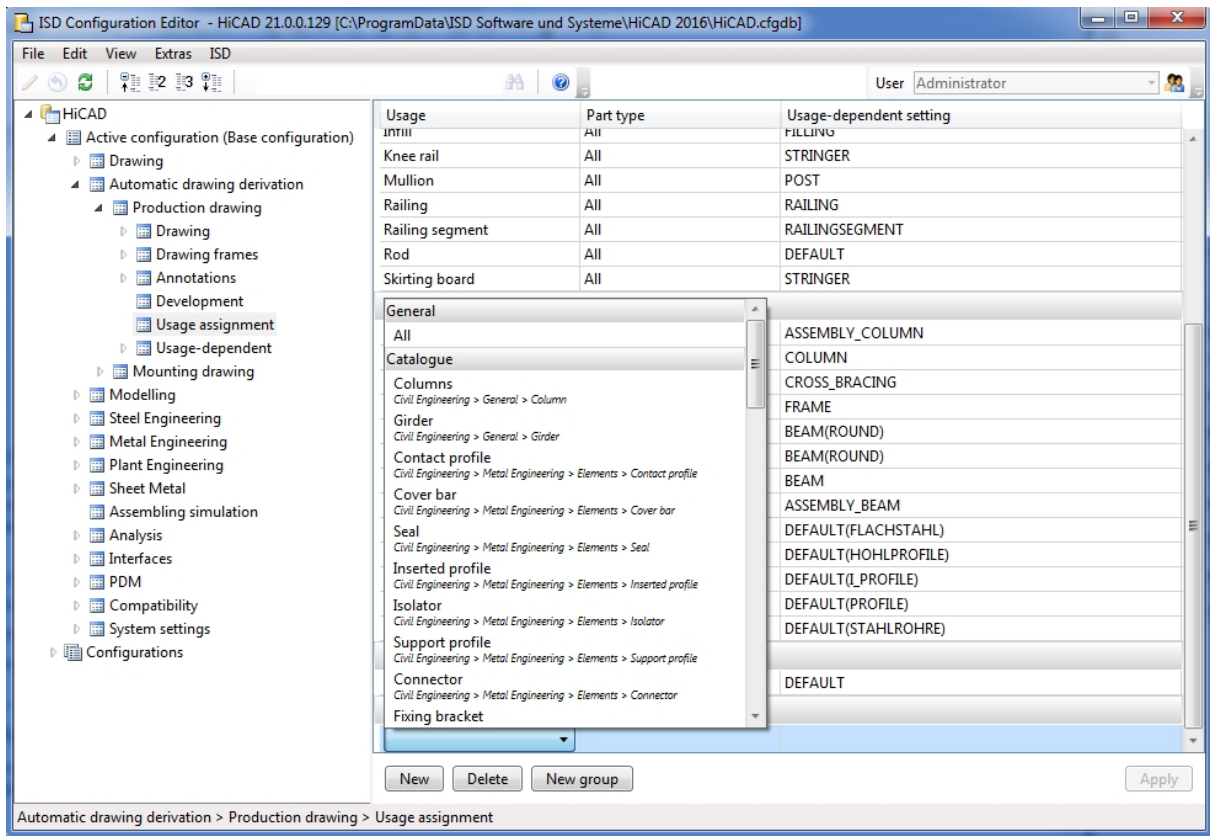 ISD Configuration Editor - HiCAD 21.0.0.129 [C:\ProgramData\ISD Software und Systeme\HiCAD 2016\HiCAD.cfgdb]
File Edit View Extras ISD
User Administrator
HiCAD
Active configuration (Base configuration)
Drawing
Automatic drawing derivation
Production drawing
Drawing
Drawing frames
Annotations
Development
Usage assignment
Usage-dependent
Mounting drawing
Modelling
Steel Engineering
Metal Engineering
Plant Engineering
Sheet Metal
Assembling simulation
Analysis
Interfaces
PDM
Compatibility
System settings
Configurations
Usage Part type Usage-dependent setting
Infill All FILLING
Knee rail All STRINGER
Mullion All POST
Railing All RAILING
Railing segment All RAILINGSEGMENT
Rod All DEFAULT
Skirting board All STRINGER
General
All
Catalogue
Columns
Civil Engineering > General > Column
Girder
Civil Engineering > General > Girder
Contact profile
Civil Engineering > Metal Engineering > Elements > Contact profile
Cover bar
Civil Engineering > Metal Engineering > Elements > Cover bar
Seal
Civil Engineering > Metal Engineering > Elements > Seal
Inserted profile
Civil Engineering > Metal Engineering > Elements > Inserted profile
Isolator
Civil Engineering > Metal Engineering > Elements > Isolator
Support profile
Civil Engineering > Metal Engineering > Elements > Support profile
Connector
Civil Engineering > Metal Engineering > Elements > Connector
Fixing bracket
ASSEMBLY_COLUMN
COLUMN
CROSS_BRACING
FRAME
BEAM(ROUND)
BEAM(ROUND)
BEAM
ASSEMBLY_BEAM
DEFAULT(FLACHSTAHL)
DEFAULT(HOHLPROFILE)
DEFAULT(I_PROFILE)
DEFAULT(PROFILE)
DEFAULT(STAHLROHRE)
DEFAULT
New Delete New group Apply
Automatic drawing derivation > Production drawing > Usage assignment